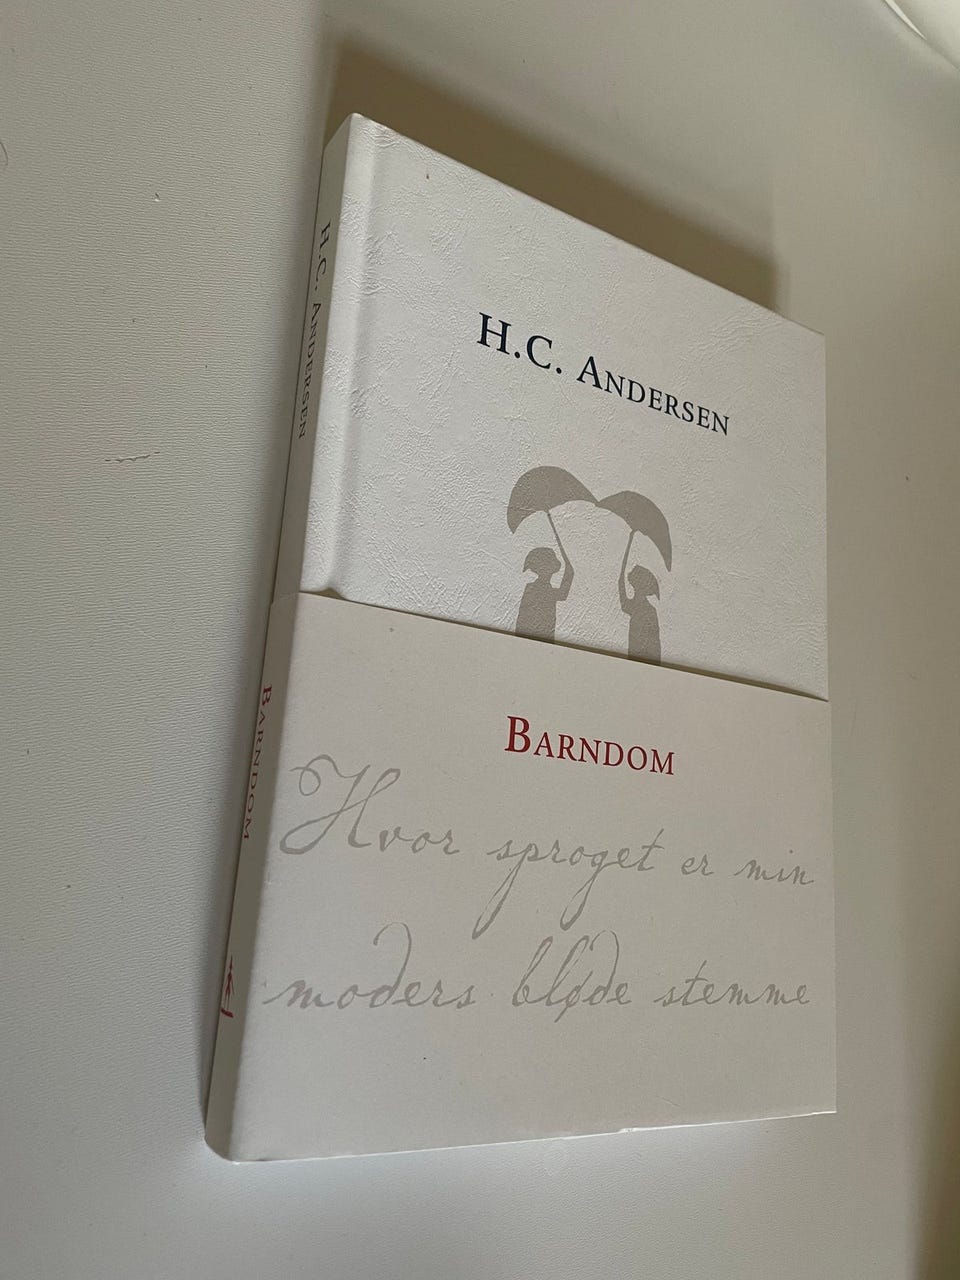 H.C. ANDERSEN
H.C. ANDERSEN
BARNDOM
BARNDOM
Hvor sproget er min
moders bløde stemme